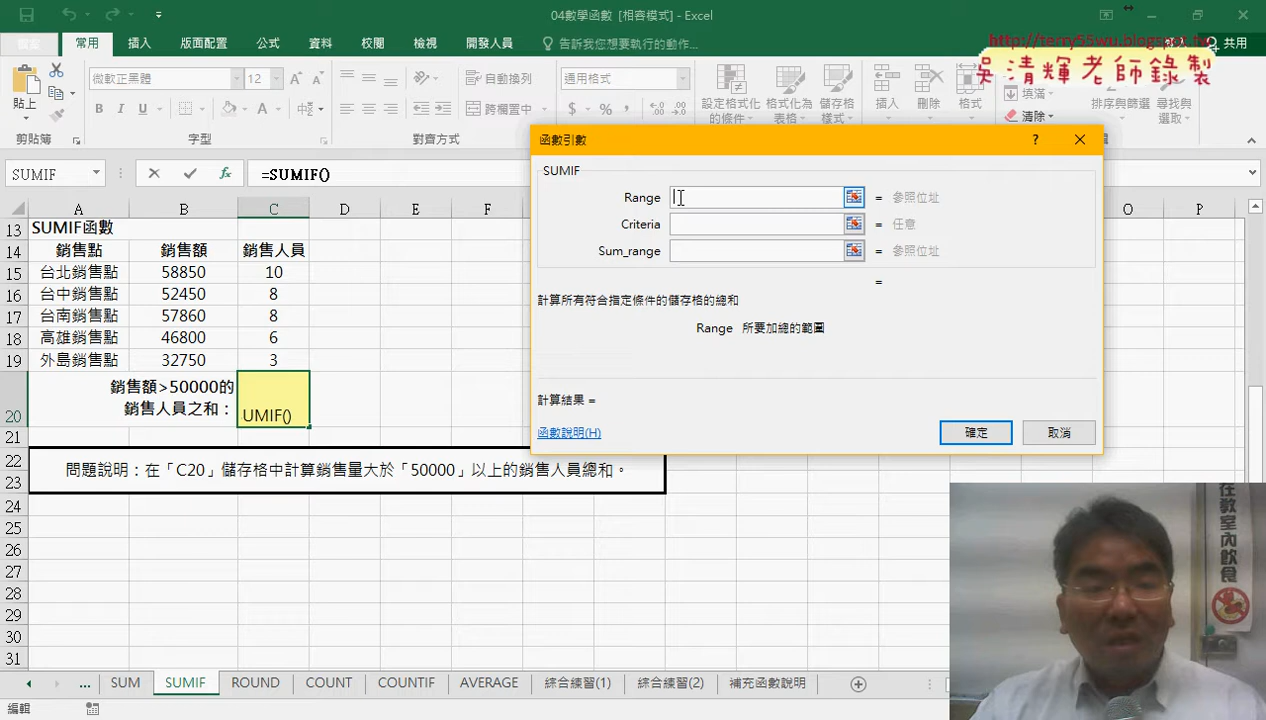 04數學函數 [相容模式] - Excel
http://terry55wu.blogspot.tw
檔案 常用 插入 版面配置 公式 資料 校閱 檢視 開發人員 告訴我您想要執行的動作... 共用
吳清輝老師錄製
微軟正黑體 12 自動換列 通用格式 填滿
貼上 B I U 跨欄置中 $ % , 設定格式化的條件 格式化為表格 儲存格樣式 插入 刪除 格式 清除 排序與篩選 尋找與選取
剪貼簿 字型 對齊方式
SUMIF =SUMIF()
A B C D E F G O P
13 SUMIF函數
14 銷售點 銷售額 銷售人員
15 台北銷售點 58850 10
16 台中銷售點 52450 8
17 台南銷售點 57860 8
18 高雄銷售點 46800 6
19 外島銷售點 32750 3
銷售額>50000的
20 銷售人員之和： UMIF()
21
22
問題說明：在「C20」儲存格中計算銷售量大於「50000」以上的銷售人員總和。
23
24
25
26
27
28
29
30
31
函數引數 ?
SUMIF
Range = 參照位址
Criteria = 任意
Sum_range = 參照位址
=
計算所有符合指定條件的儲存格的總和
Range 所要加總的範圍
計算結果 =
函數說明(H) 確定 取消
在教室內飲食
... SUM SUMIF ROUND COUNT COUNTIF AVERAGE 綜合練習(1) 綜合練習(2) 補充函數說明
編輯